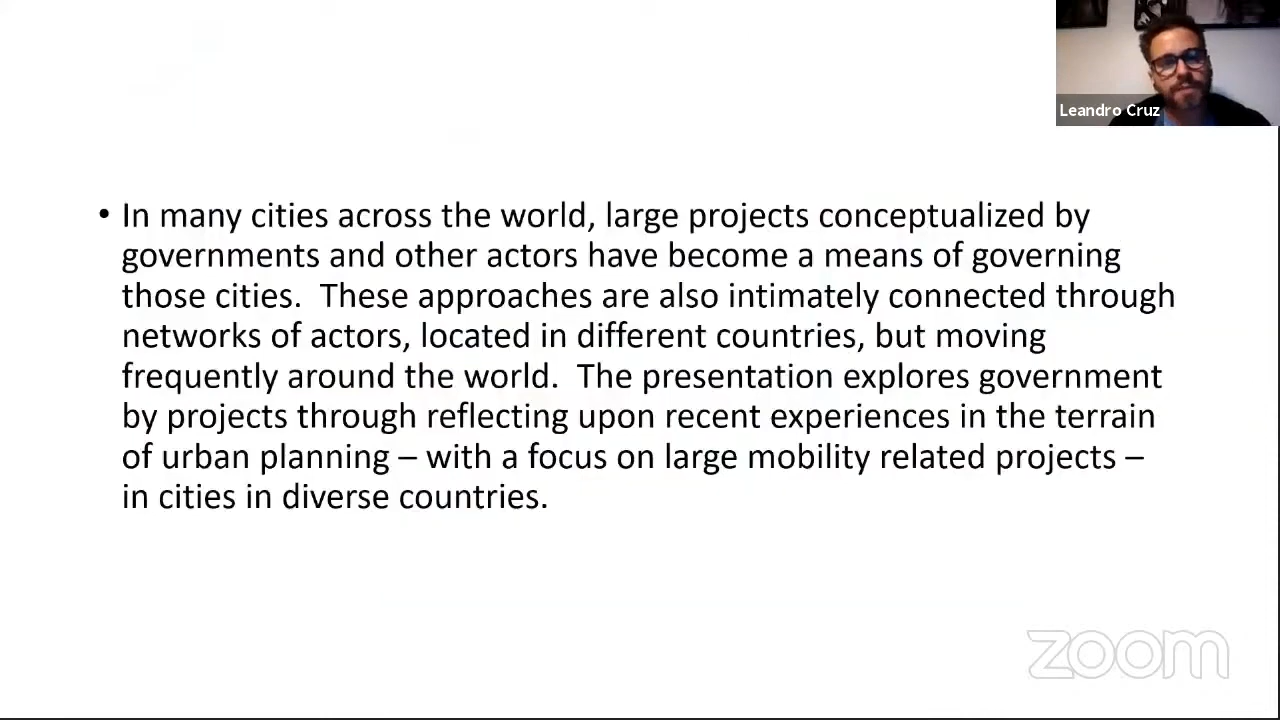 Leandro Cruz
• In many cities across the world, large projects conceptualized by
governments and other actors have become a means of governing
those cities.  These approaches are also intimately connected through
networks of actors, located in different countries, but moving
frequently around the world.  The presentation explores government
by projects through reflecting upon recent experiences in the terrain
of urban planning – with a focus on large mobility related projects –
in cities in diverse countries.
zoom